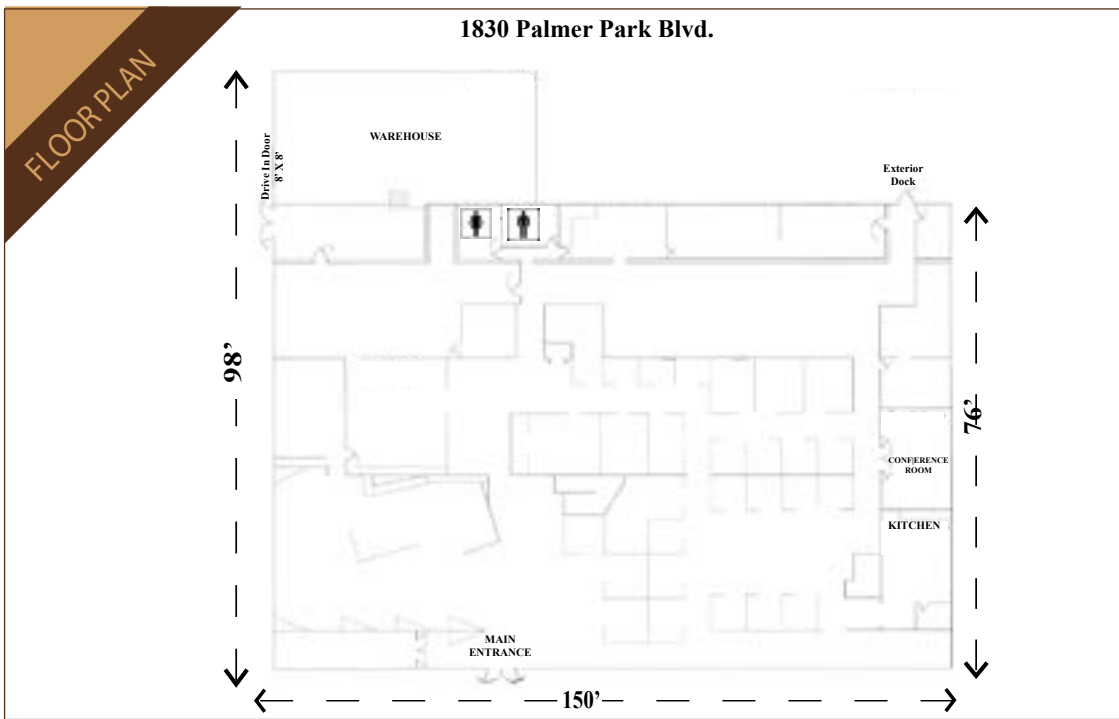 1830 Palmer Park Blvd.
FLOOR PLAN
WAREHOUSE
Drive In Door
8' X 8'
Exterior
Dock
98’
76’
CONFERENCE
ROOM
KITCHEN
MAIN
ENTRANCE
150’